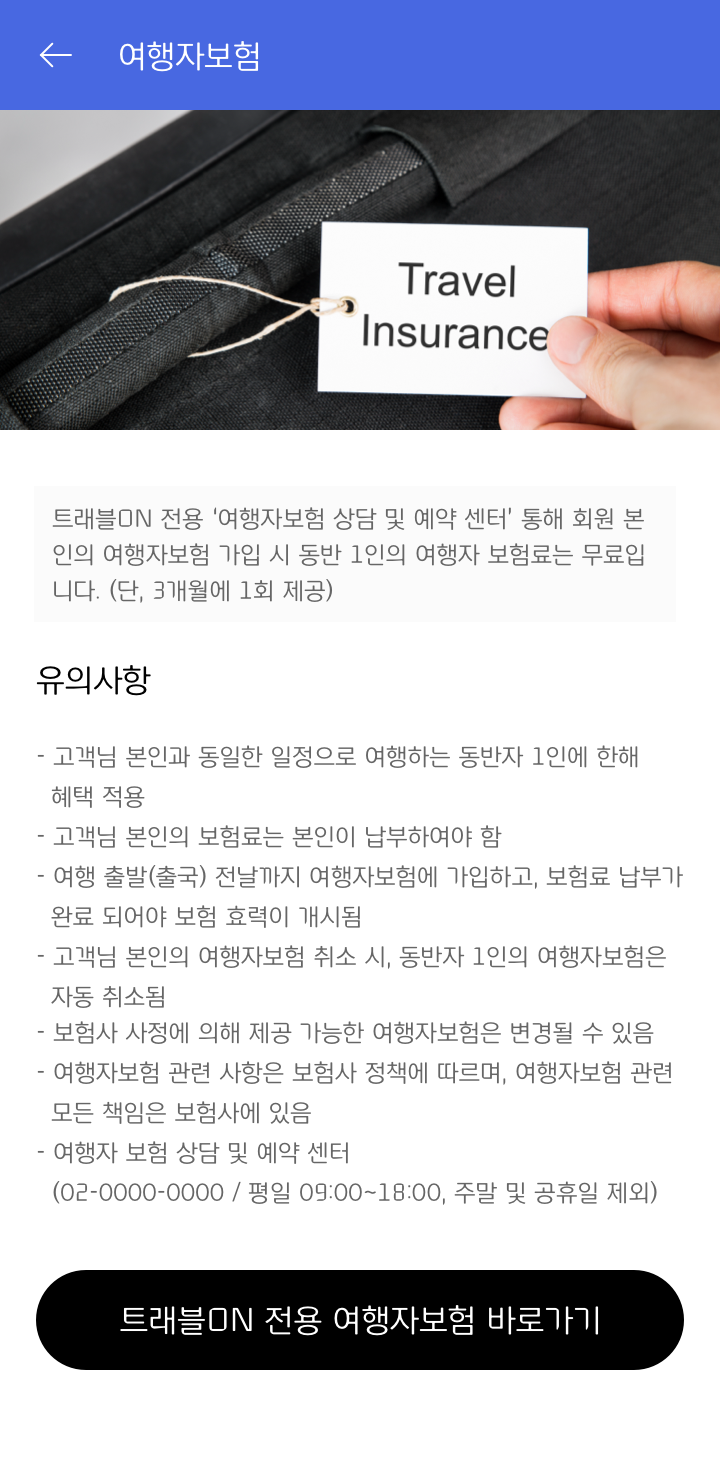 여행자보험
Travel
Insurance
트래블ON 전용 ‘여행자보험 상담 및 예약 센터’ 통해 회원 본
인의 여행자보험 가입 시 동반 1인의 여행자 보험료는 무료입
니다. (단, 3개월에 1회 제공)
유의사항
- 고객님 본인과 동일한 일정으로 여행하는 동반자 1인에 한해
혜택 적용
- 고객님 본인의 보험료는 본인이 납부하여야 함
- 여행 출발(출국) 전날까지 여행자보험에 가입하고, 보험료 납부가
완료 되어야 보험 효력이 개시됨
- 고객님 본인의 여행자보험 취소 시, 동반자 1인의 여행자보험은
자동 취소됨
- 보험사 사정에 의해 제공 가능한 여행자보험은 변경될 수 있음
- 여행자보험 관련 사항은 보험사 정책에 따르며, 여행자보험 관련
모든 책임은 보험사에 있음
- 여행자 보험 상담 및 예약 센터
(02-0000-0000 / 평일 09:00~18:00, 주말 및 공휴일 제외)
트래블ON 전용 여행자보험 바로가기